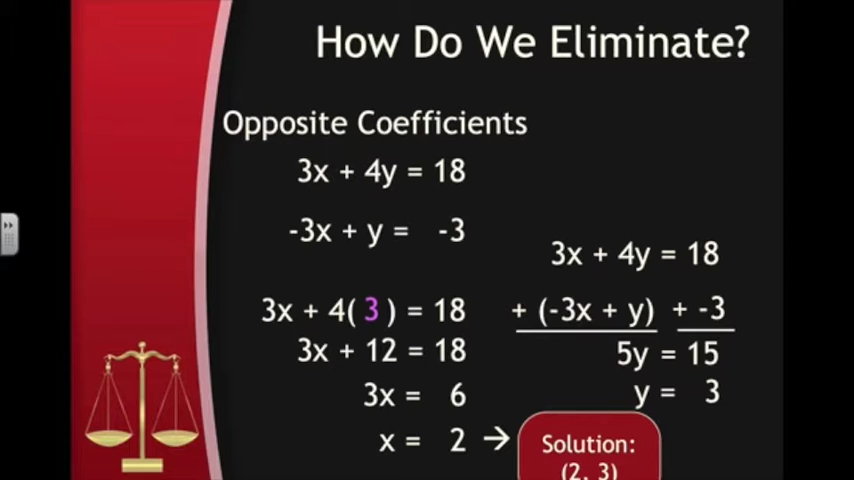 How Do We Eliminate?
Opposite Coefficients
3x + 4y = 18
-3x + y = -3
3x + 4( 3 ) = 18
3x + 12 = 18
3x = 6
x = 2 →
3x + 4y = 18
+ (-3x + y) + -3
5y = 15
y = 3
Solution:
(2, 3)